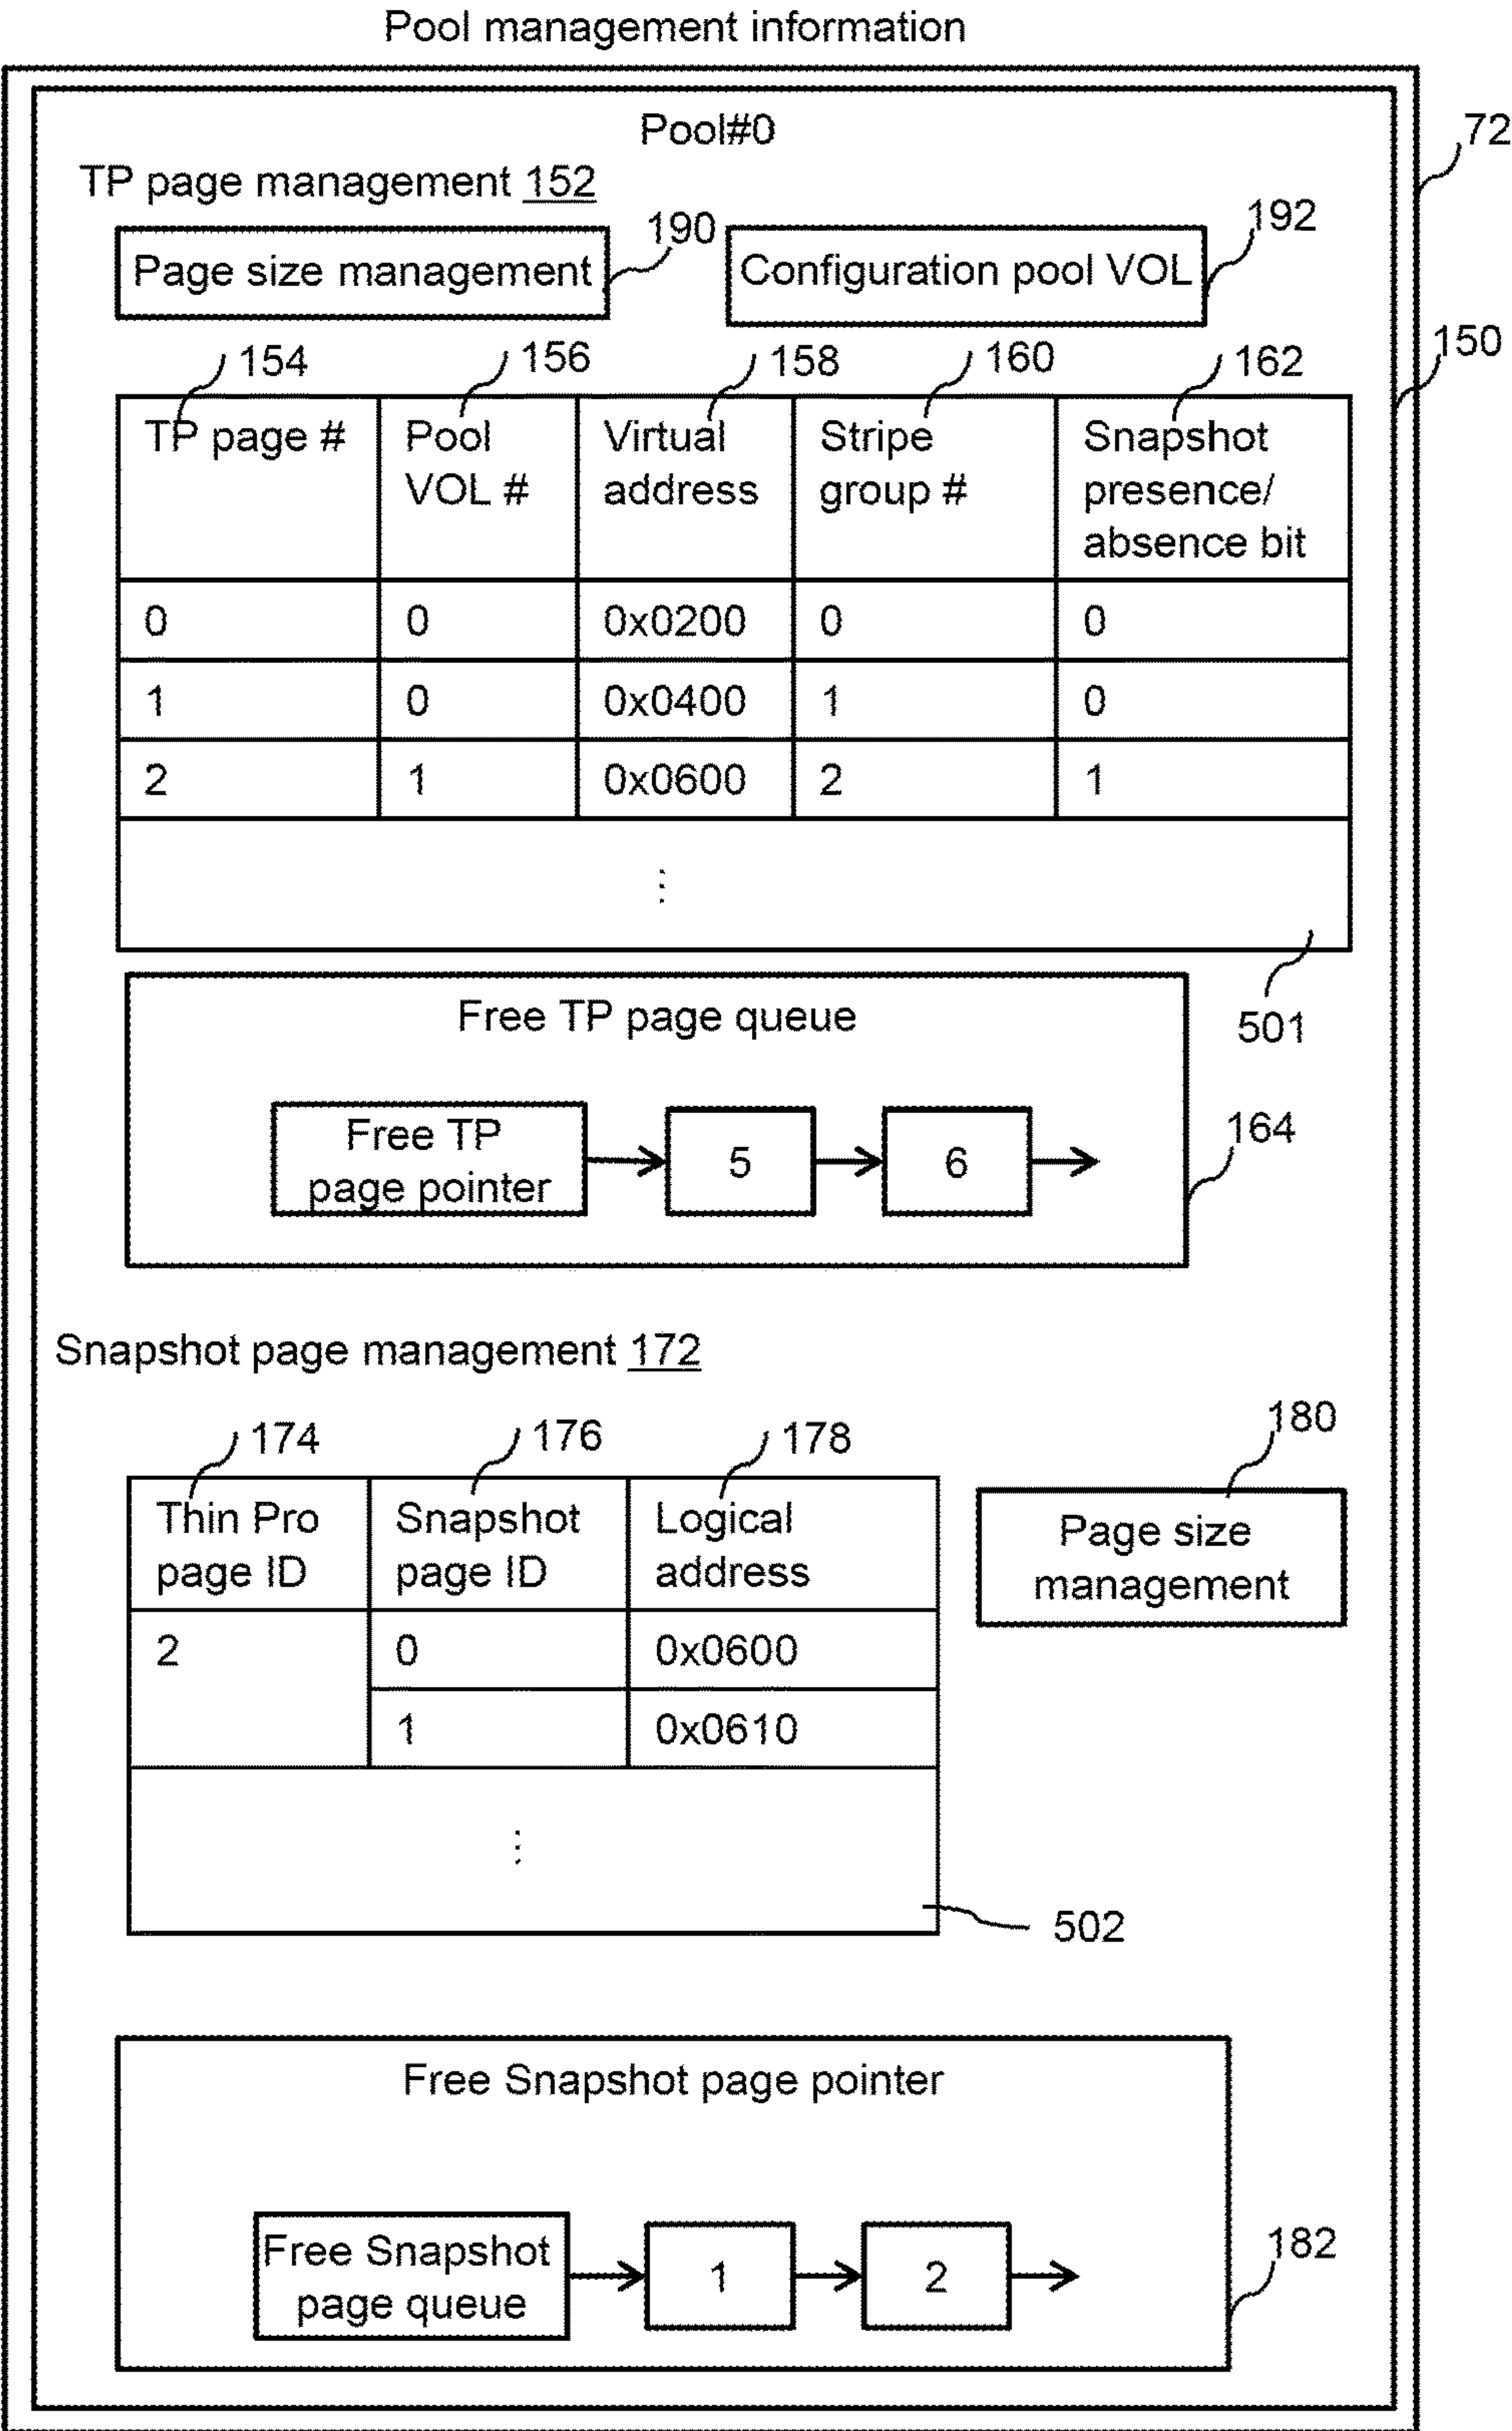 Pool management information
Pool#0
72
TP page management 152
190
192
Page size management
Configuration pool VOL
150
154
156
158
160
162
TP page #
Pool
VOL #
Virtual
address
Stripe
group #
Snapshot
presence/
absence bit
0
0
0x0200
0
0
1
0
0x0400
1
0
2
1
0x0600
2
1
⋮
501
Free TP page queue
Free TP
page pointer
5
6
164
Snapshot page management 172
174
176
178
180
Thin Pro
page ID
Snapshot
page ID
Logical
address
Page size
management
2
0
0x0600
1
0x0610
⋮
502
Free Snapshot page pointer
Free Snapshot
page queue
1
2
182